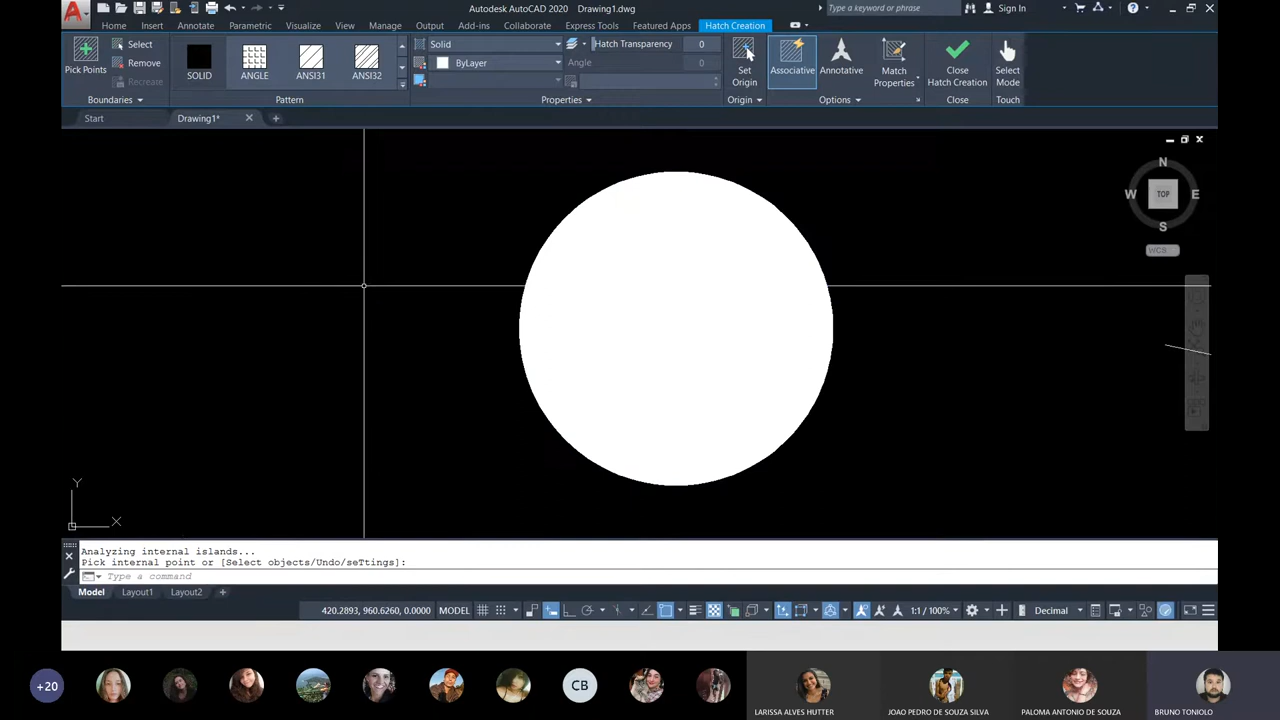 Autodesk AutoCAD 2020 Drawing1.dwg
Type a keyword or phrase
Sign In
Home Insert Annotate Parametric View Manage Output Add-ins Collaborate Express Tools Featured Apps Hatch Creation
Pick Points
Select
Remove
Recreate
SOLID
ANGLE
ANSI31
ANSI32
Solid
ByLayer
Hatch Transparency 0
Angle 0
Set
Origin
Associative
Annotative
Match
Properties
Close
Hatch Creation
Select
Mode
Boundaries Pattern Properties Origin Options Close Touch
Start Drawing1*
N
W TOP E
S
WCS
Y
X
Analyzing internal islands...
Pick internal point or [Select objects/Undo/seTtings]:
Type a command
Model Layout1 Layout2
420.2893, 960.6260, 0.0000 MODEL 1:1 / 100% Decimal
+20
CB
LARISSA ALVES HUTTER
JOAO PEDRO DE SOUZA SILVA
PALOMA ANTONIO DE SOUZA
BRUNO TONIOLO